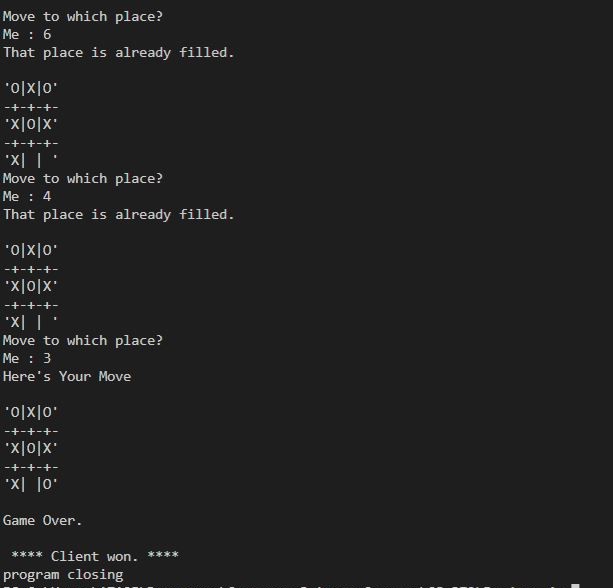 Move to which place?
Me : 6
That place is already filled.
'O|X|O'
-+-+-+-
'X|O|X'
-+-+-+-
'X| | '
Move to which place?
Me : 4
That place is already filled.
'O|X|O'
-+-+-+-
'X|O|X'
-+-+-+-
'X| | '
Move to which place?
Me : 3
Here's Your Move
'O|X|O'
-+-+-+-
'X|O|X'
-+-+-+-
'X| |O'
Game Over.
**** Client won. ****
program closing